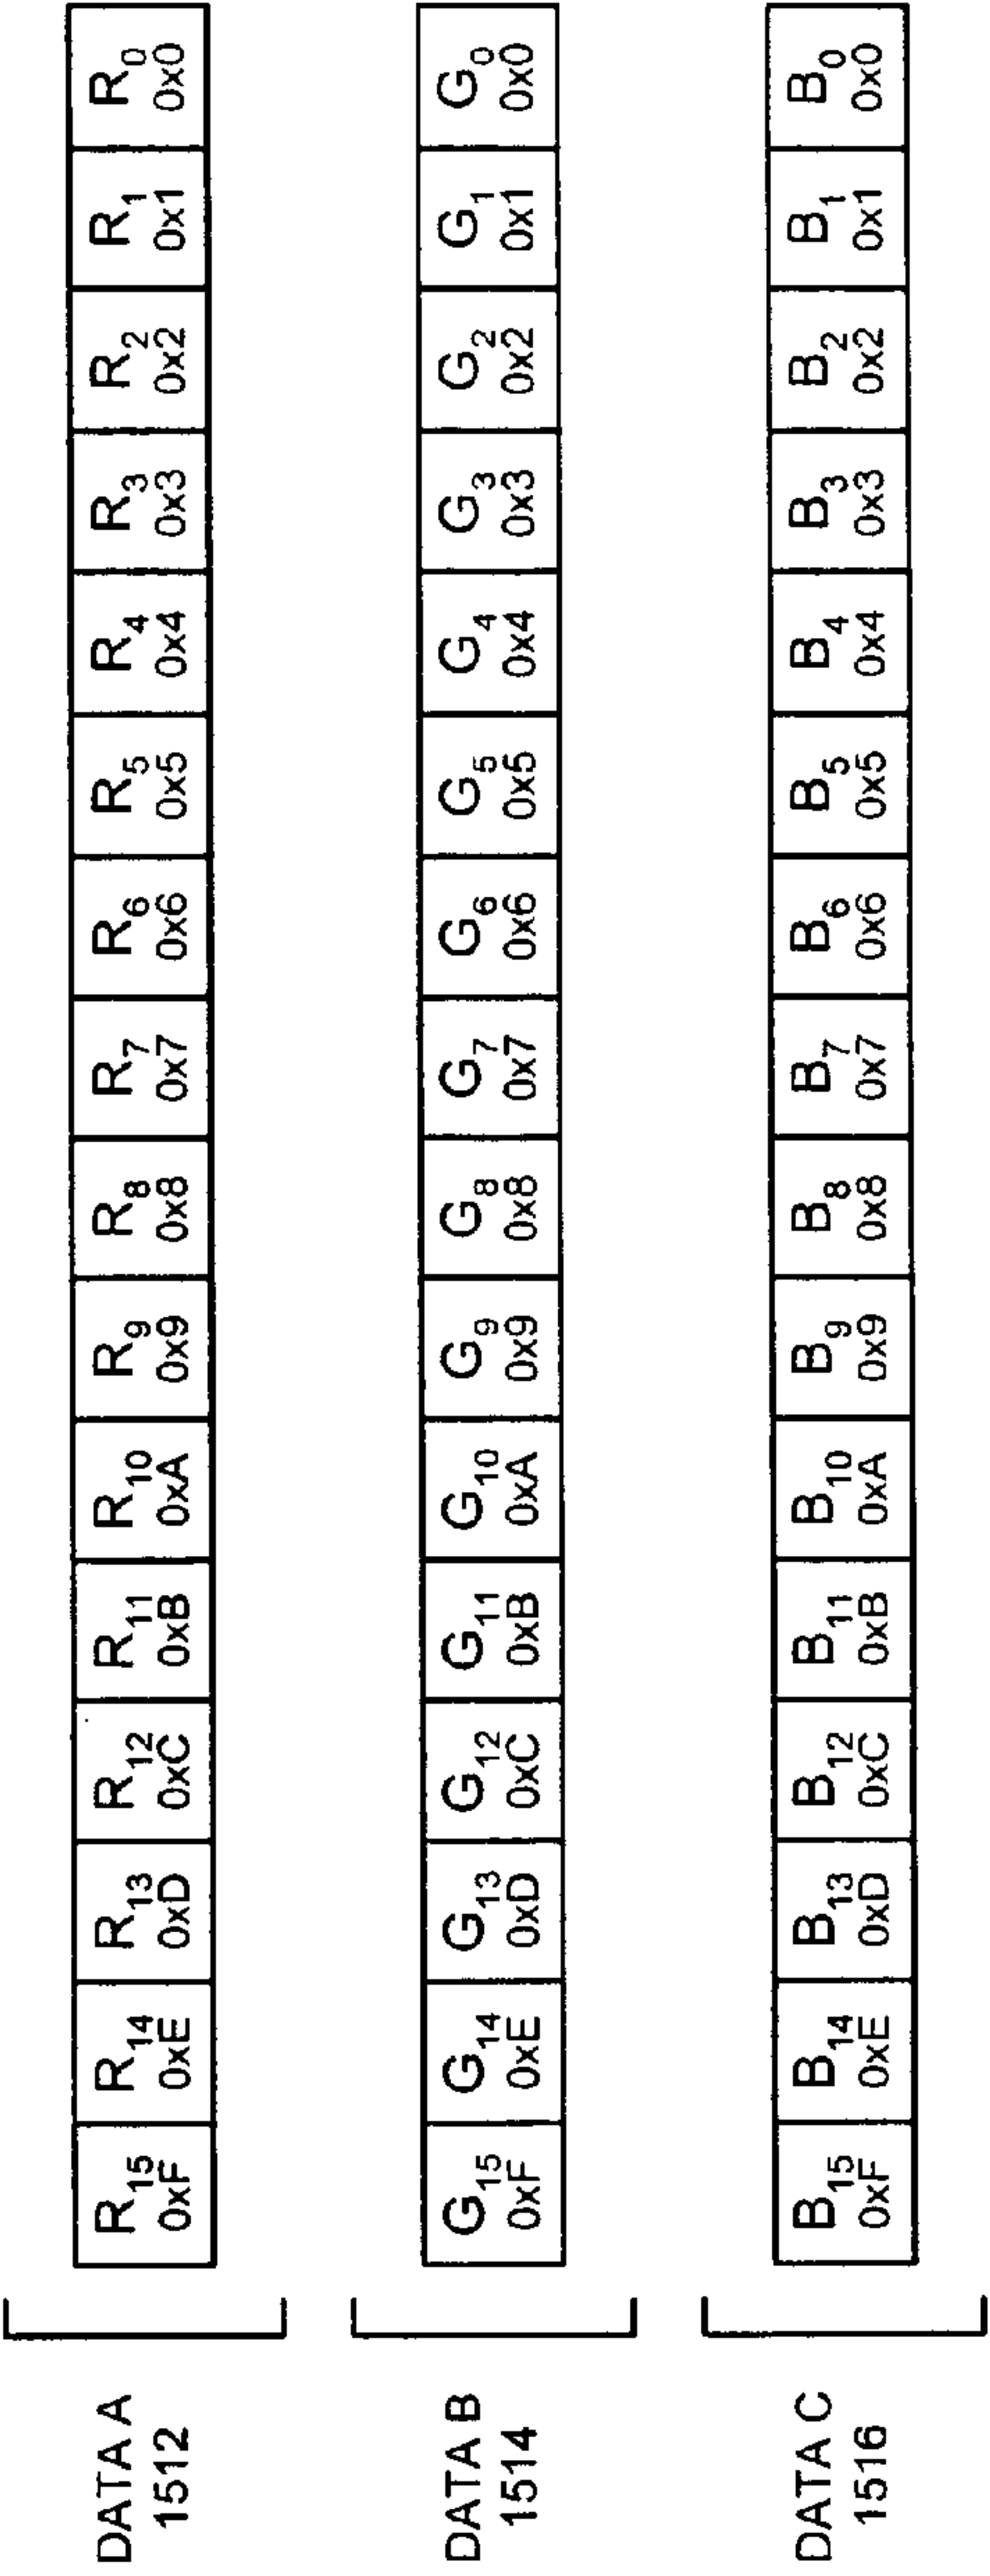 DATA A
1512
R15 R14 R13 R12 R11 R10 R9 R8 R7 R6 R5 R4 R3 R2 R1 R0
0xF 0xE 0xD 0xC 0xB 0xA 0x9 0x8 0x7 0x6 0x5 0x4 0x3 0x2 0x1 0x0
DATA B
1514
G15 G14 G13 G12 G11 G10 G9 G8 G7 G6 G5 G4 G3 G2 G1 G0
0xF 0xE 0xD 0xC 0xB 0xA 0x9 0x8 0x7 0x6 0x5 0x4 0x3 0x2 0x1 0x0
DATA C
1516
B15 B14 B13 B12 B11 B10 B9 B8 B7 B6 B5 B4 B3 B2 B1 B0
0xF 0xE 0xD 0xC 0xB 0xA 0x9 0x8 0x7 0x6 0x5 0x4 0x3 0x2 0x1 0x0